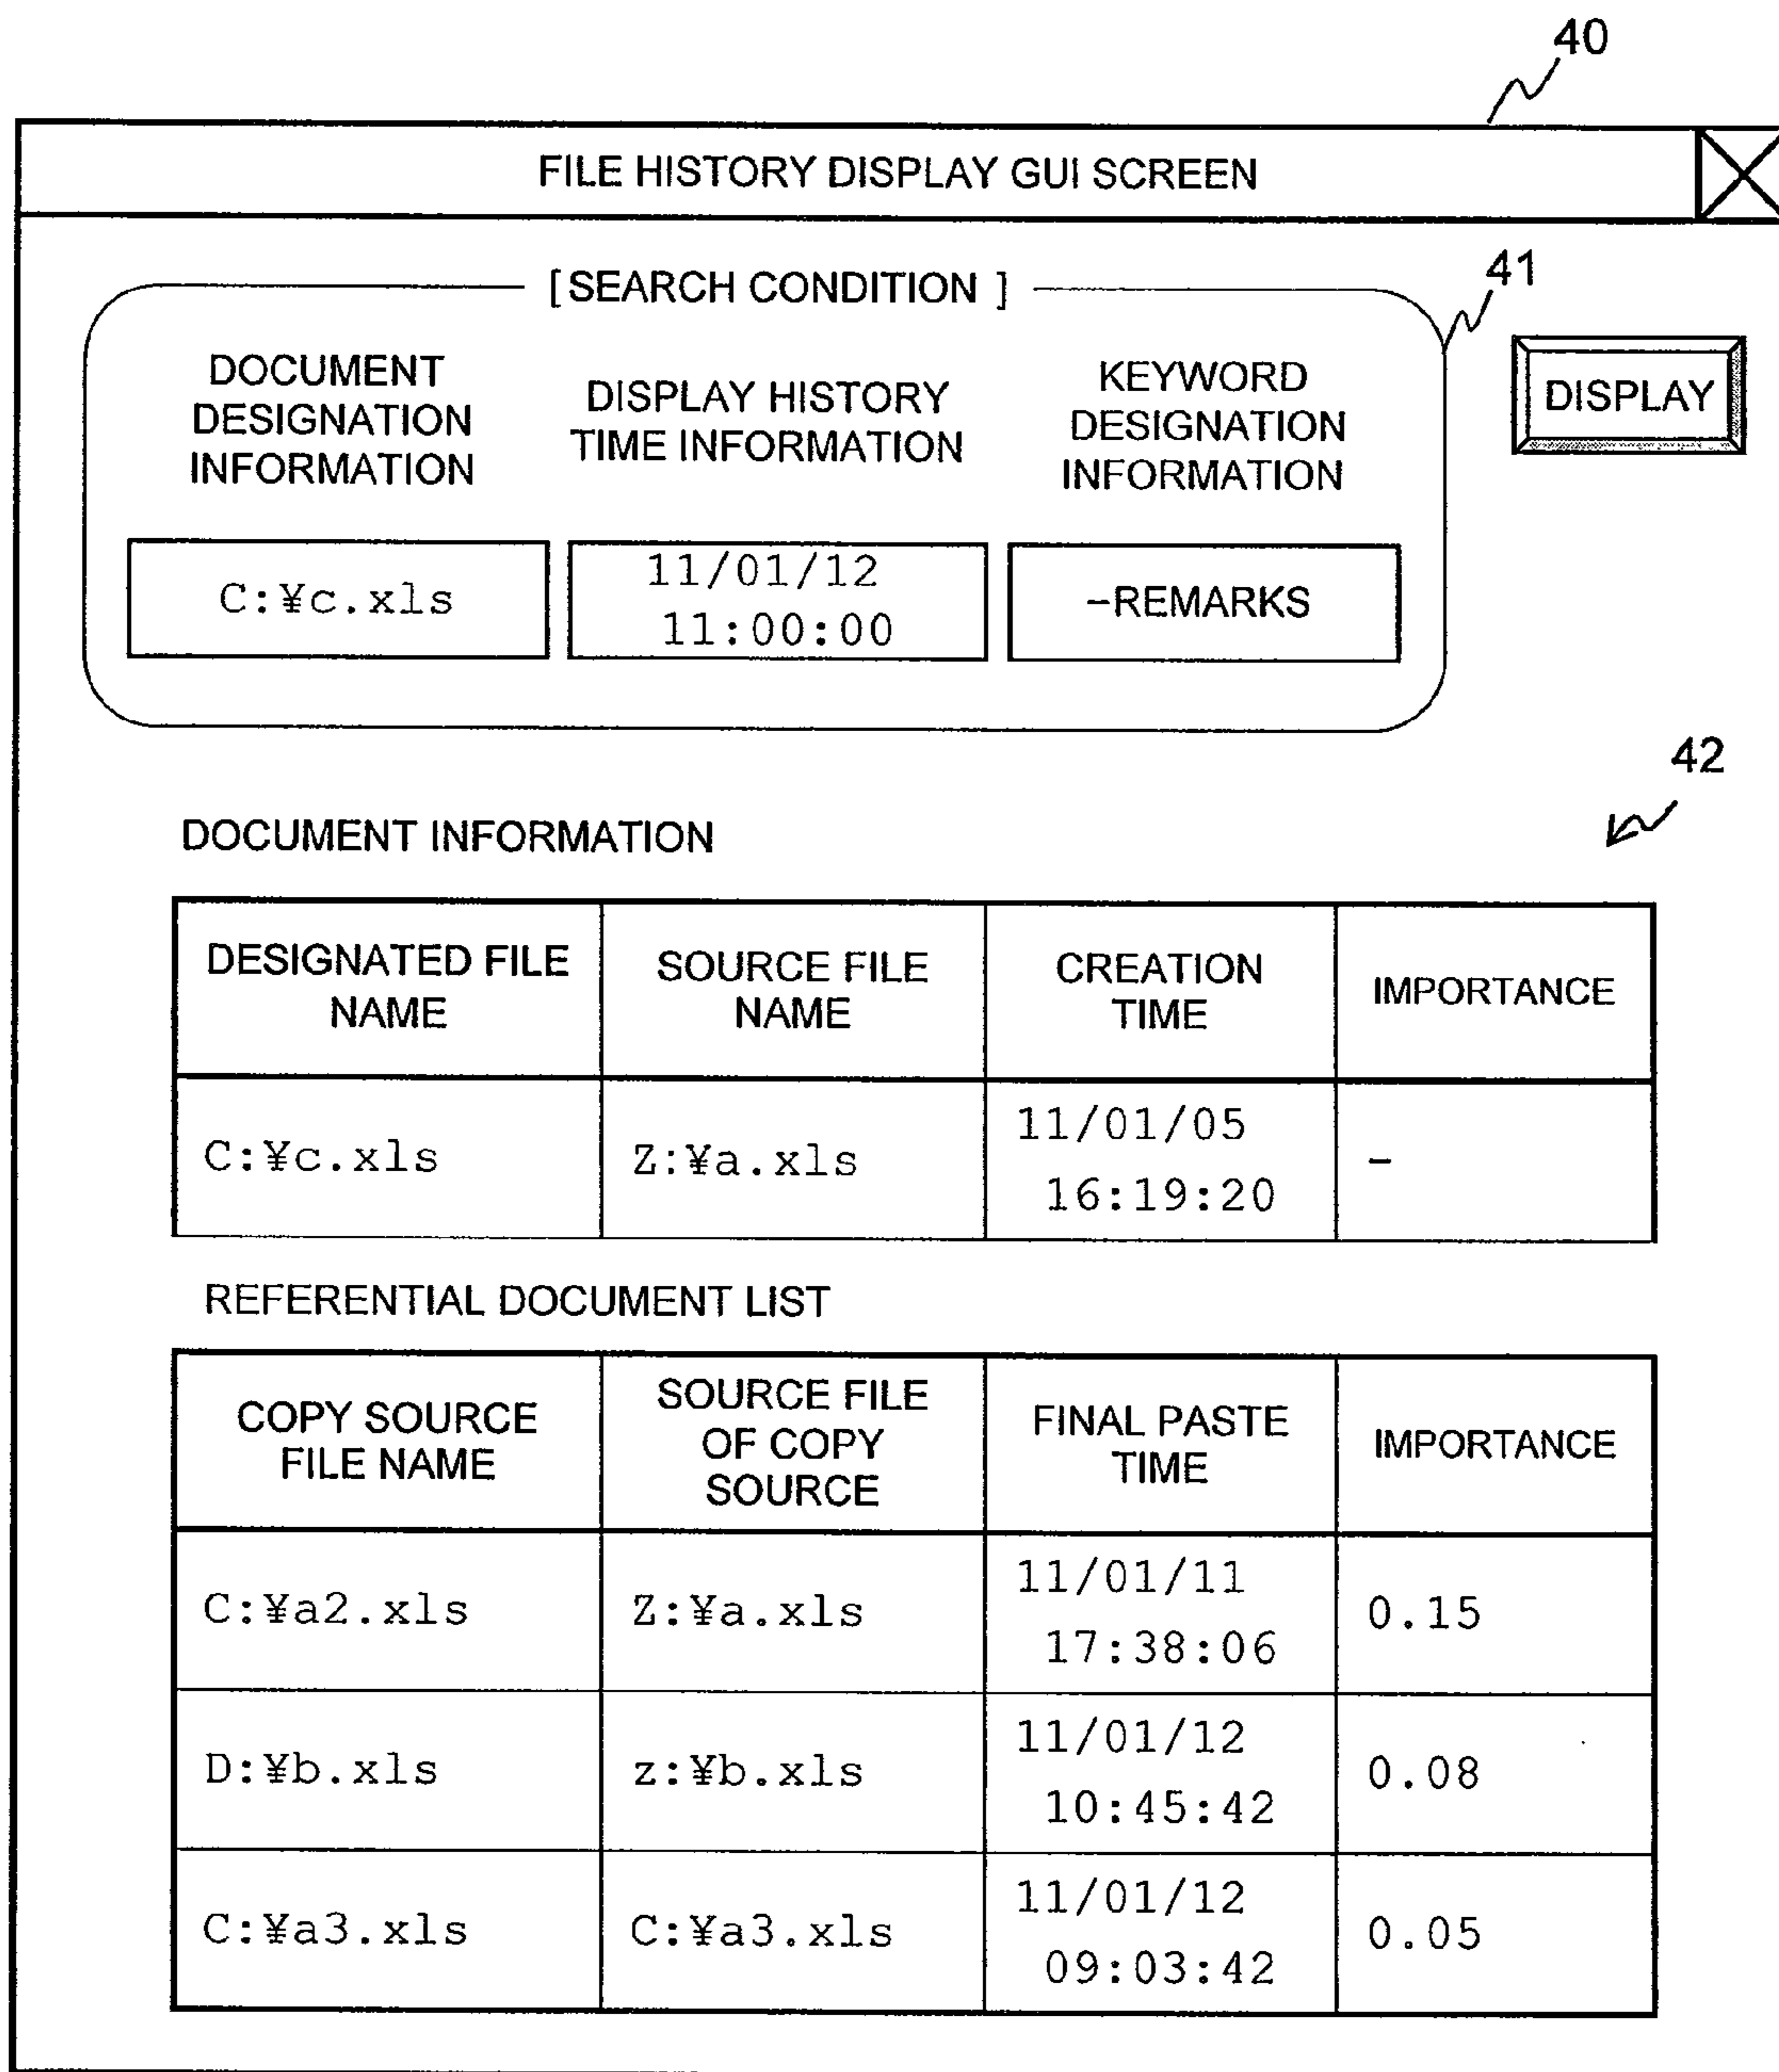 40
FILE HISTORY DISPLAY GUI SCREEN
[SEARCH CONDITION ]
41
DOCUMENT
DESIGNATION
INFORMATION
DISPLAY HISTORY
TIME INFORMATION
KEYWORD
DESIGNATION
INFORMATION
DISPLAY
C:¥c.xls
11/01/12
11:00:00
−REMARKS
42
DOCUMENT INFORMATION
DESIGNATED FILE
NAME
SOURCE FILE
NAME
CREATION
TIME
IMPORTANCE
C:¥c.xls
Z:¥a.xls
11/01/05
16:19:20
−
REFERENTIAL DOCUMENT LIST
COPY SOURCE
FILE NAME
SOURCE FILE
OF COPY
SOURCE
FINAL PASTE
TIME
IMPORTANCE
C:¥a2.xls
Z:¥a.xls
11/01/11
17:38:06
0.15
D:¥b.xls
z:¥b.xls
11/01/12
10:45:42
0.08
C:¥a3.xls
C:¥a3.xls
11/01/12
09:03:42
0.05